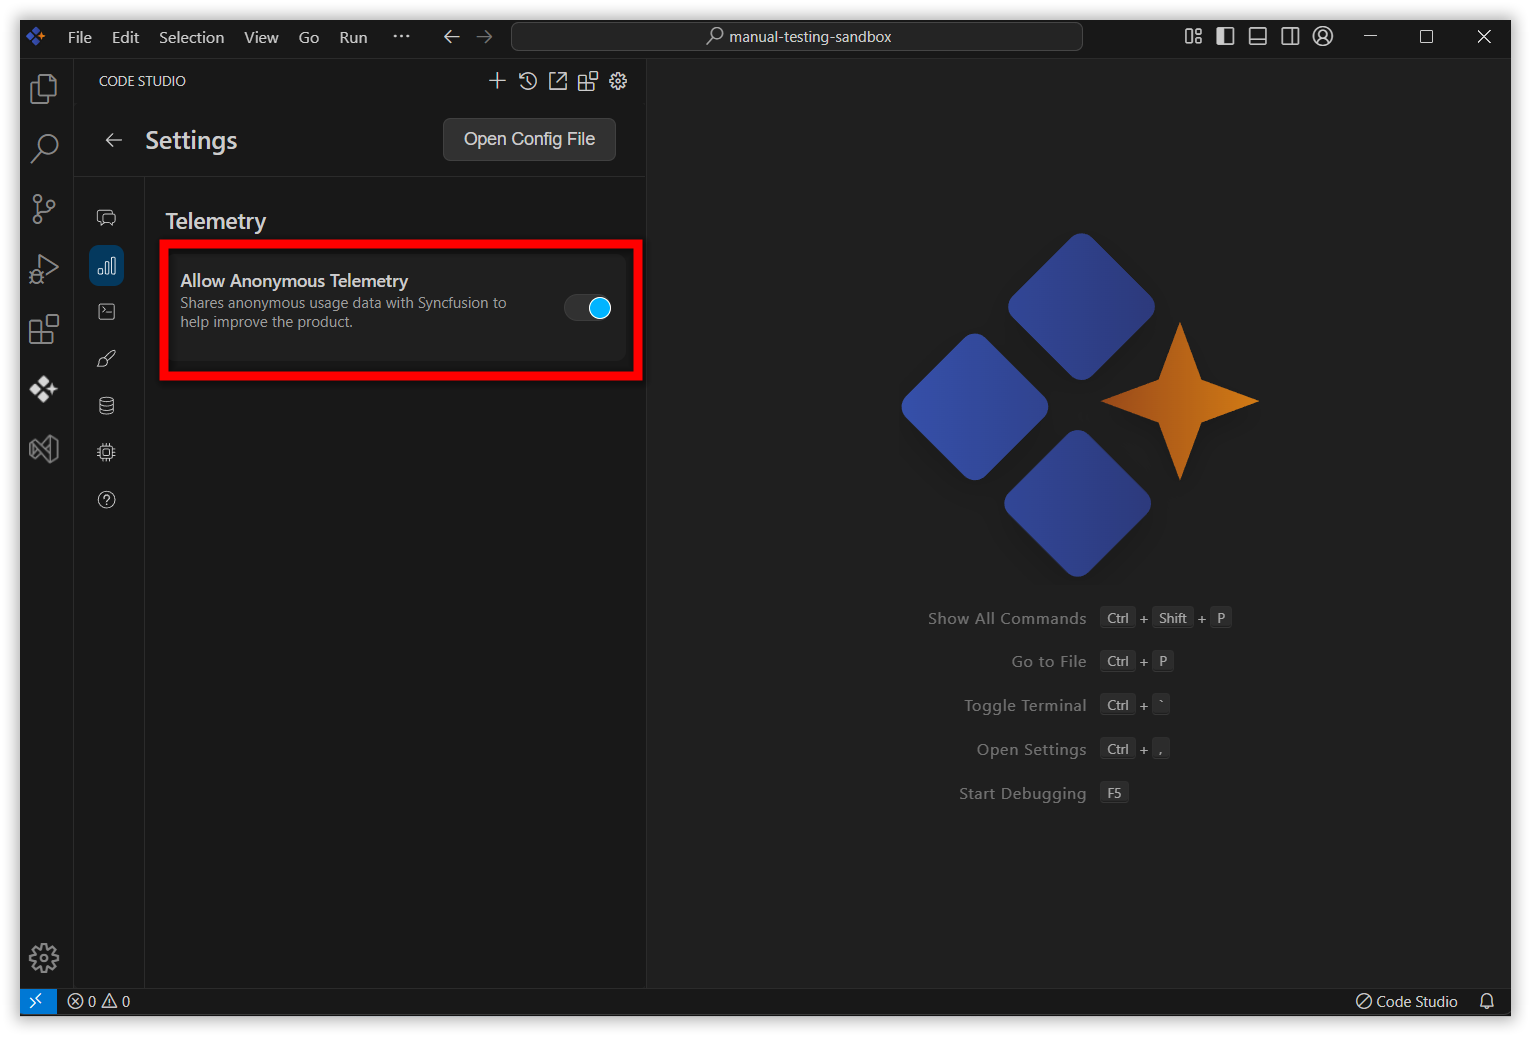 File Edit Selection View Go Run ···
manual-testing-sandbox
CODE STUDIO
Settings
Open Config File
Telemetry
Allow Anonymous Telemetry
Shares anonymous usage data with Syncfusion to
help improve the product.
Show All Commands Ctrl + Shift + P
Go to File Ctrl + P
Toggle Terminal Ctrl + `
Open Settings Ctrl + ,
Start Debugging F5
0 0
Code Studio